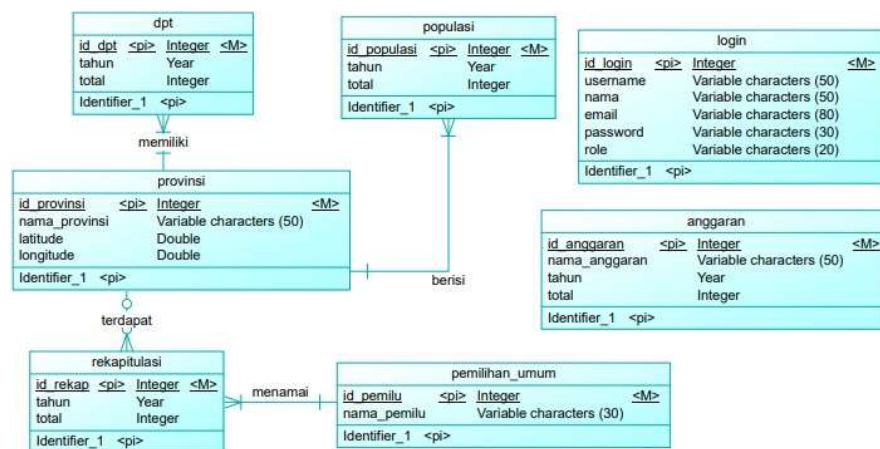 dpt
id_dpt <pi> Integer <M>
tahun Year
total Integer
Identifier_1 <pi>
populasi
id_populasi <pi> Integer <M>
tahun Year
total Integer
Identifier_1 <pi>
login
id_login <pi> Integer <M>
username Variable characters (50)
nama Variable characters (50)
email Variable characters (80)
password Variable characters (30)
role Variable characters (20)
Identifier_1 <pi>
memiliki
provinsi
id_provinsi <pi> Integer <M>
nama_provinsi Variable characters (50)
latitude Double
longitude Double
Identifier_1 <pi>
berisi
anggaran
id_anggaran <pi> Integer <M>
nama_anggaran Variable characters (50)
tahun Year
total Integer
Identifier_1 <pi>
terdapat
rekapitulasi
id_rekap <pi> Integer <M>
tahun Year
total Integer
Identifier_1 <pi>
menamai
pemilihan_umum
id_pemilu <pi> Integer <M>
nama_pemilu Variable characters (30)
Identifier_1 <pi>